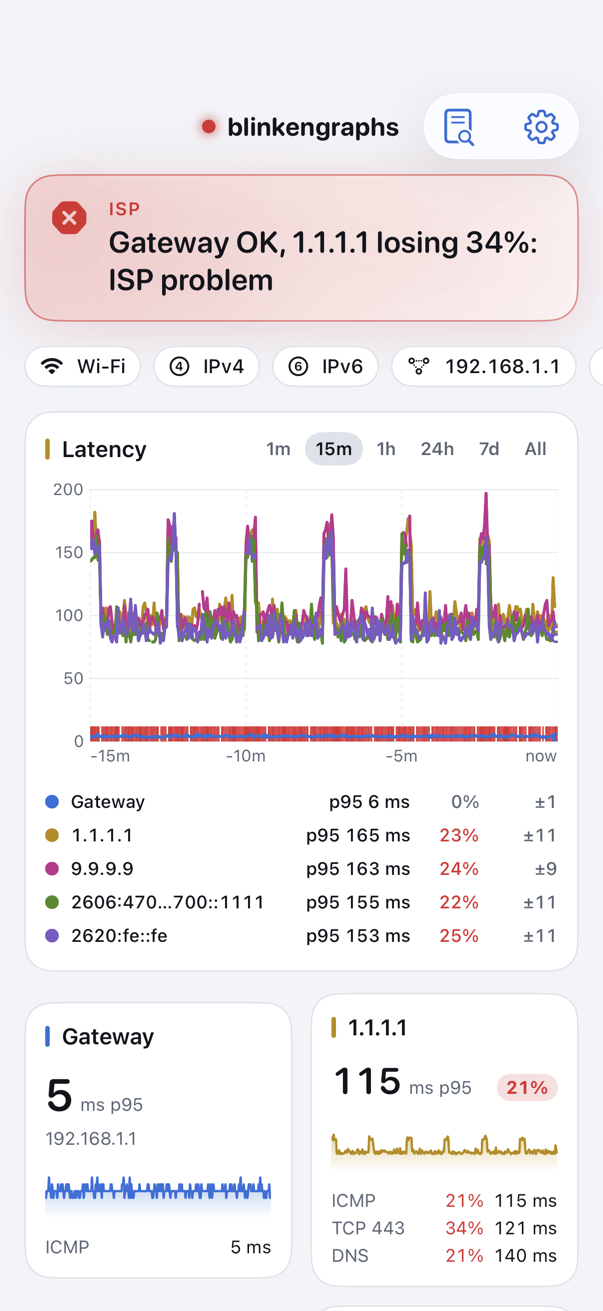 blinkengraphs
ISP
Gateway OK, 1.1.1.1 losing 34%:
ISP problem
Wi-Fi
4 IPv4
6 IPv6
192.168.1.1
Latency
1m 15m 1h 24h 7d All
200
150
100
50
0
-15m -10m -5m now
Gateway p95 6 ms 0% ±1
1.1.1.1 p95 165 ms 23% ±11
9.9.9.9 p95 163 ms 24% ±9
2606:470...700::1111 p95 155 ms 22% ±11
2620:fe::fe p95 153 ms 25% ±11
Gateway
5 ms p95
192.168.1.1
ICMP 5 ms
1.1.1.1
115 ms p95 21%
ICMP 21% 115 ms
TCP 443 34% 121 ms
DNS 21% 140 ms